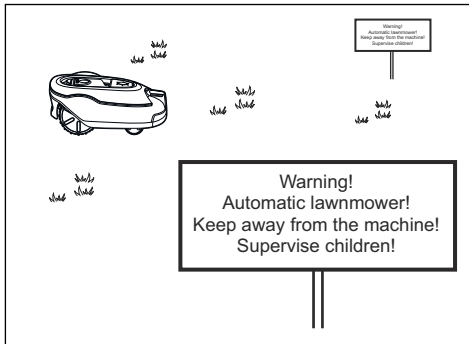 Warning!
Automatic lawnmower!
Keep away from the machine!
Supervise children!
Warning!
Automatic lawnmower!
Keep away from the machine!
Supervise children!